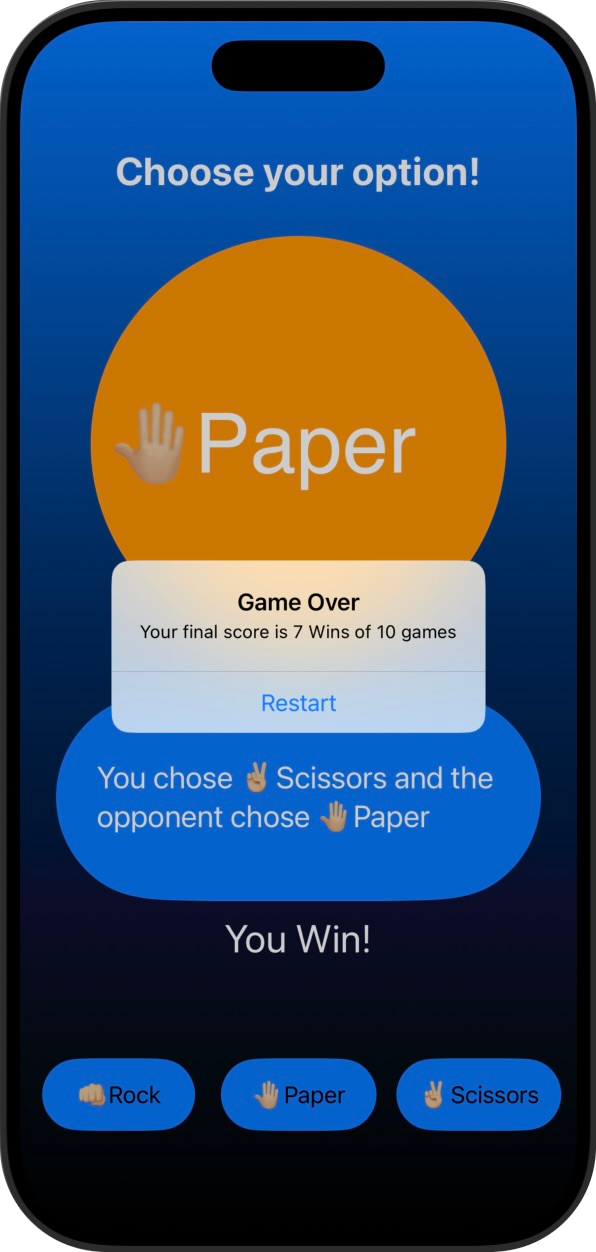 Choose your option!
🖐🏼Paper
Game Over
Your final score is 7 Wins of 10 games
Restart
You chose ✌🏼Scissors and the
opponent chose 🖐🏼Paper
You Win!
👊🏼Rock
🖐🏼Paper
✌🏼Scissors